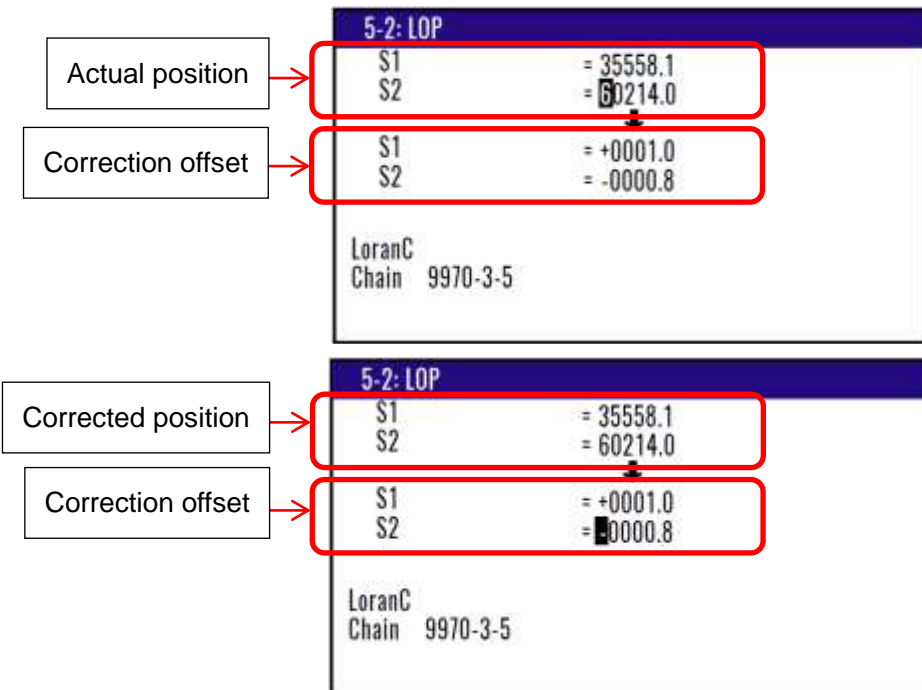 5-2: LOP
Actual position
S1 = 35558.1
S2 = 60214.0
Correction offset
S1 = +0001.0
S2 = -0000.8
LoranC
Chain 9970-3-5
5-2: LOP
Corrected position
S1 = 35558.1
S2 = 60214.0
Correction offset
S1 = +0001.0
S2 = -0000.8
LoranC
Chain 9970-3-5